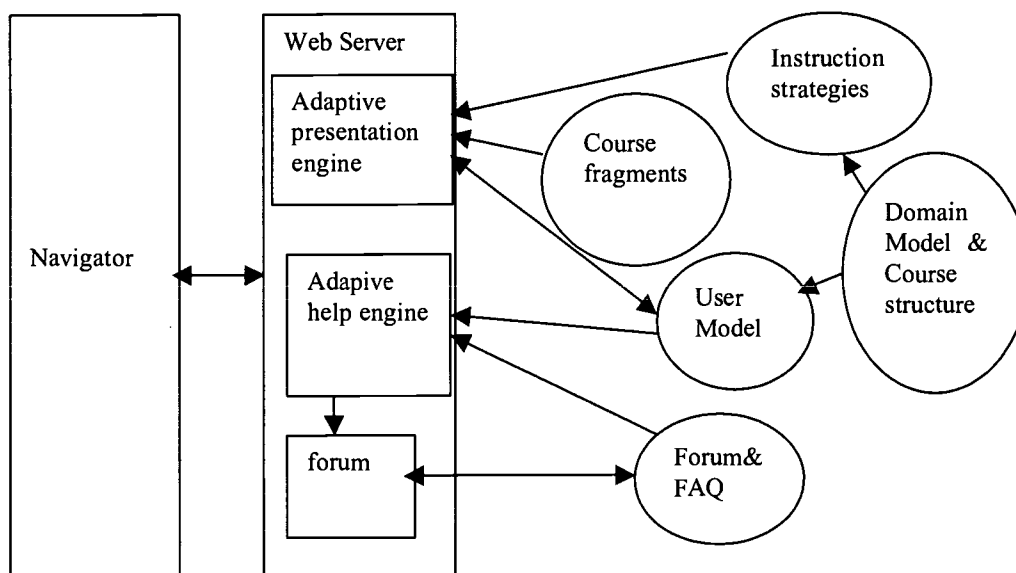 Web Server
Instruction
strategies
Adaptive
presentation
engine
Course
fragments
Domain
Model &
Course
structure
Navigator
Adapive
help engine
User
Model
forum
Forum&
FAQ